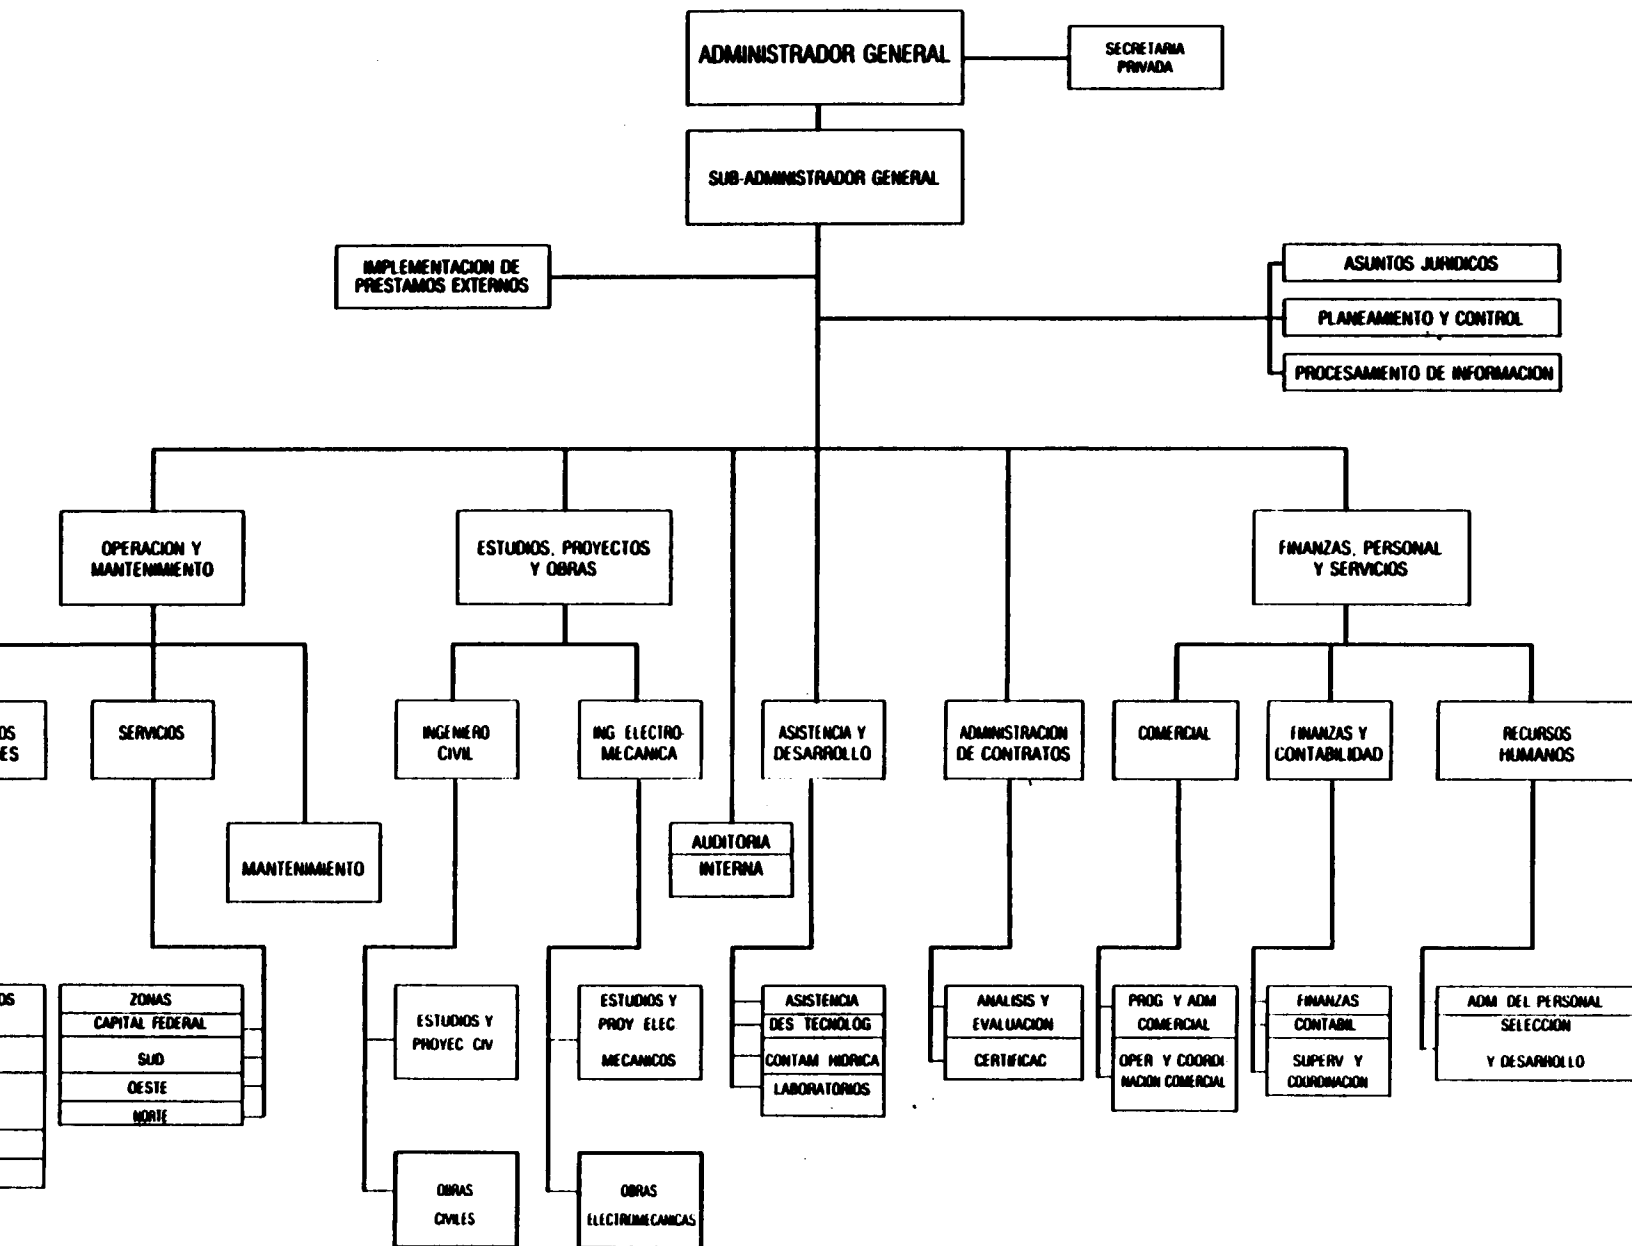 ADMINISTRADOR GENERAL
SECRETARIA
PRIVADA
SUB-ADMINISTRADOR GENERAL
IMPLEMENTACION DE
PRESTAMOS EXTERNOS
ASUNTOS JURIDICOS
PLANEAMIENTO Y CONTROL
PROCESAMIENTO DE INFORMACION
OPERACION Y
MANTENIMIENTO
ESTUDIOS, PROYECTOS
Y OBRAS
FINANZAS, PERSONAL
Y SERVICIOS
OS
ES
SERVICIOS
INGENIERO
CIVIL
ING ELECTRO-
MECANICA
ASISTENCIA Y
DESARROLLO
ADMINISTRACION
DE CONTRATOS
COMERCIAL
FINANZAS Y
CONTABILIDAD
RECURSOS
HUMANOS
MANTENIMIENTO
AUDITORIA
INTERNA
OS
ZONAS
CAPITAL FEDERAL
SUD
OESTE
NORTE
ESTUDIOS Y
PROYEC CIV
ESTUDIOS Y
PROY ELEC
MECANICOS
ASISTENCIA
DES TECNOLOG
CONTAM HIDRICA
LABORATORIOS
ANALISIS Y
EVALUACION
CERTIFICAC
PROG Y ADM
COMERCIAL
OPER Y COORDI-
NACION COMERCIAL
FINANZAS
CONTABIL
SUPERV Y
COORDINACION
ADM DEL PERSONAL
SELECCION
Y DESARROLLO
OBRAS
CIVILES
OBRAS
ELECTROMECANICAS